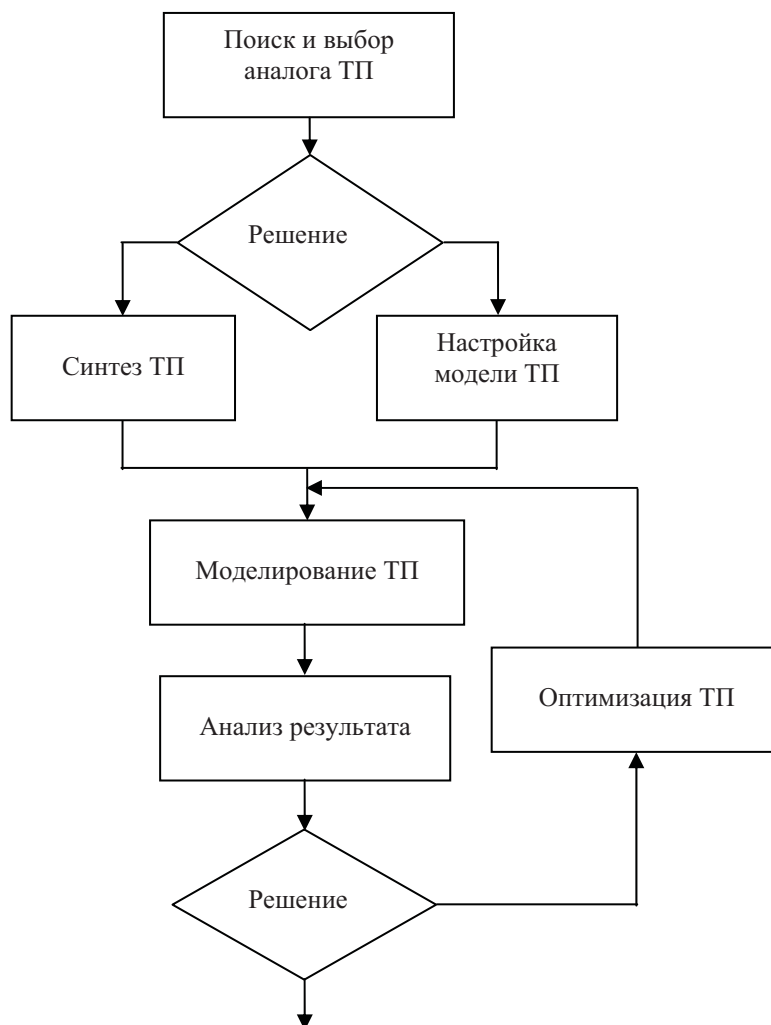 Поиск и выбор
аналога ТП
Решение
Синтез ТП
Настройка
модели ТП
Моделирование ТП
Оптимизация ТП
Анализ результата
Решение